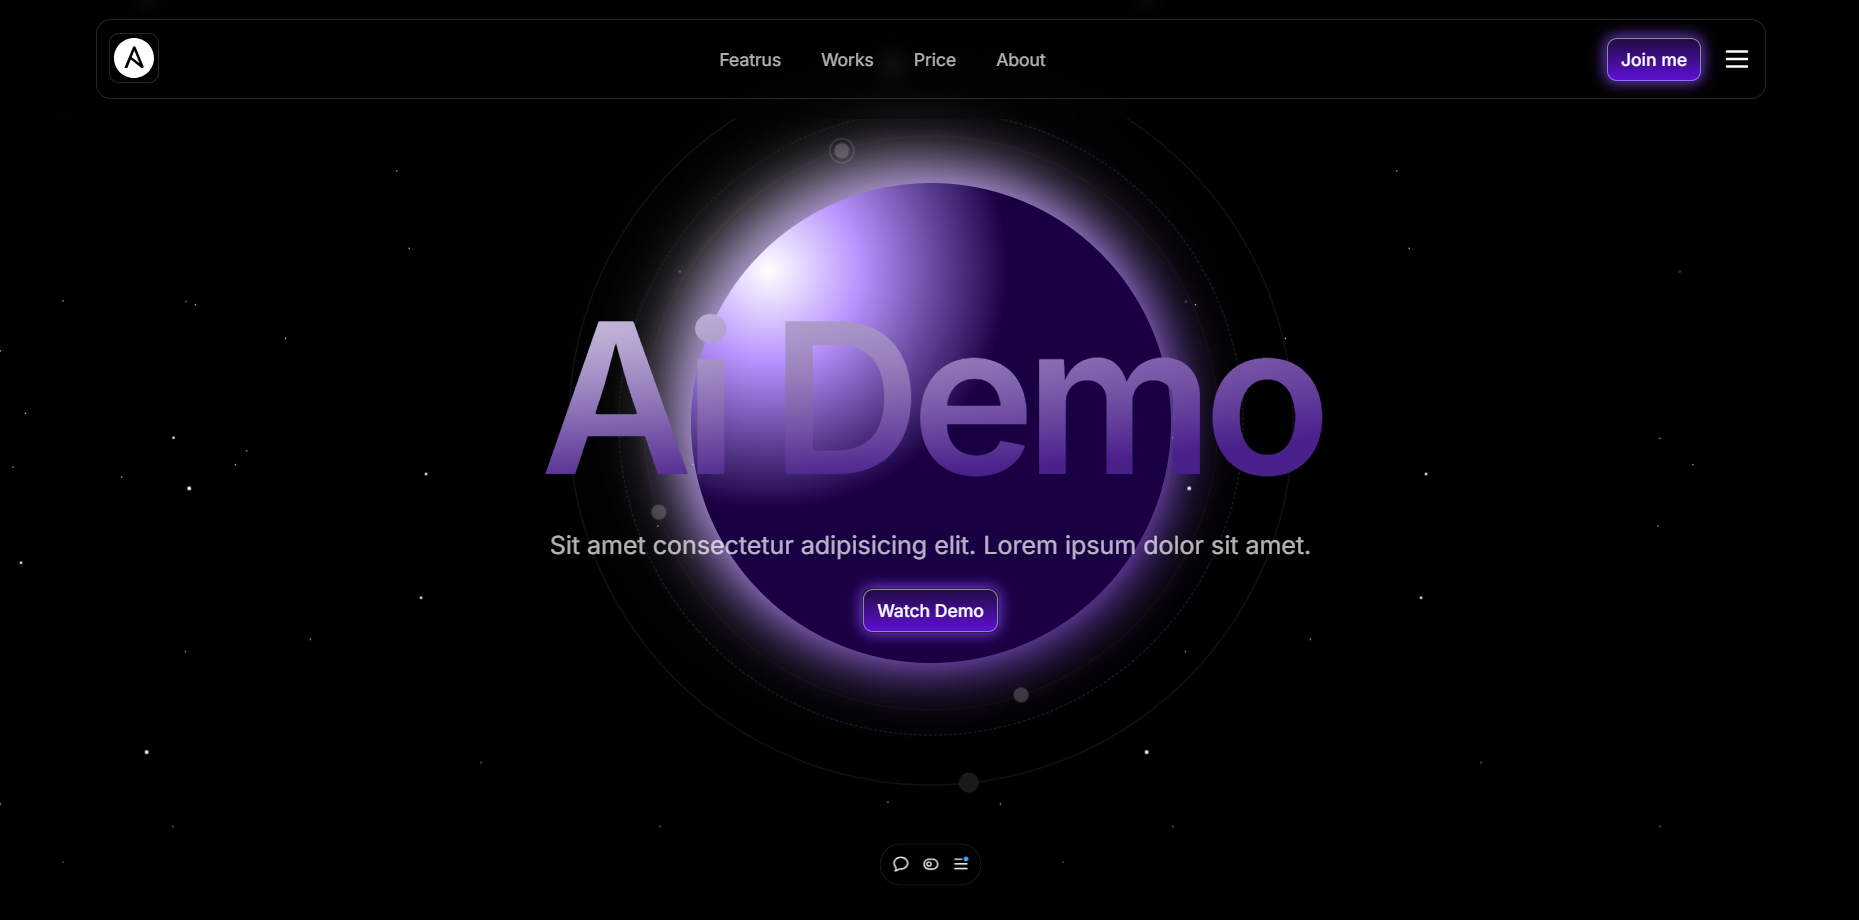 Featrus Works Price About Join me
Ai Demo
Sit amet consectetur adipisicing elit. Lorem ipsum dolor sit amet.
Watch Demo